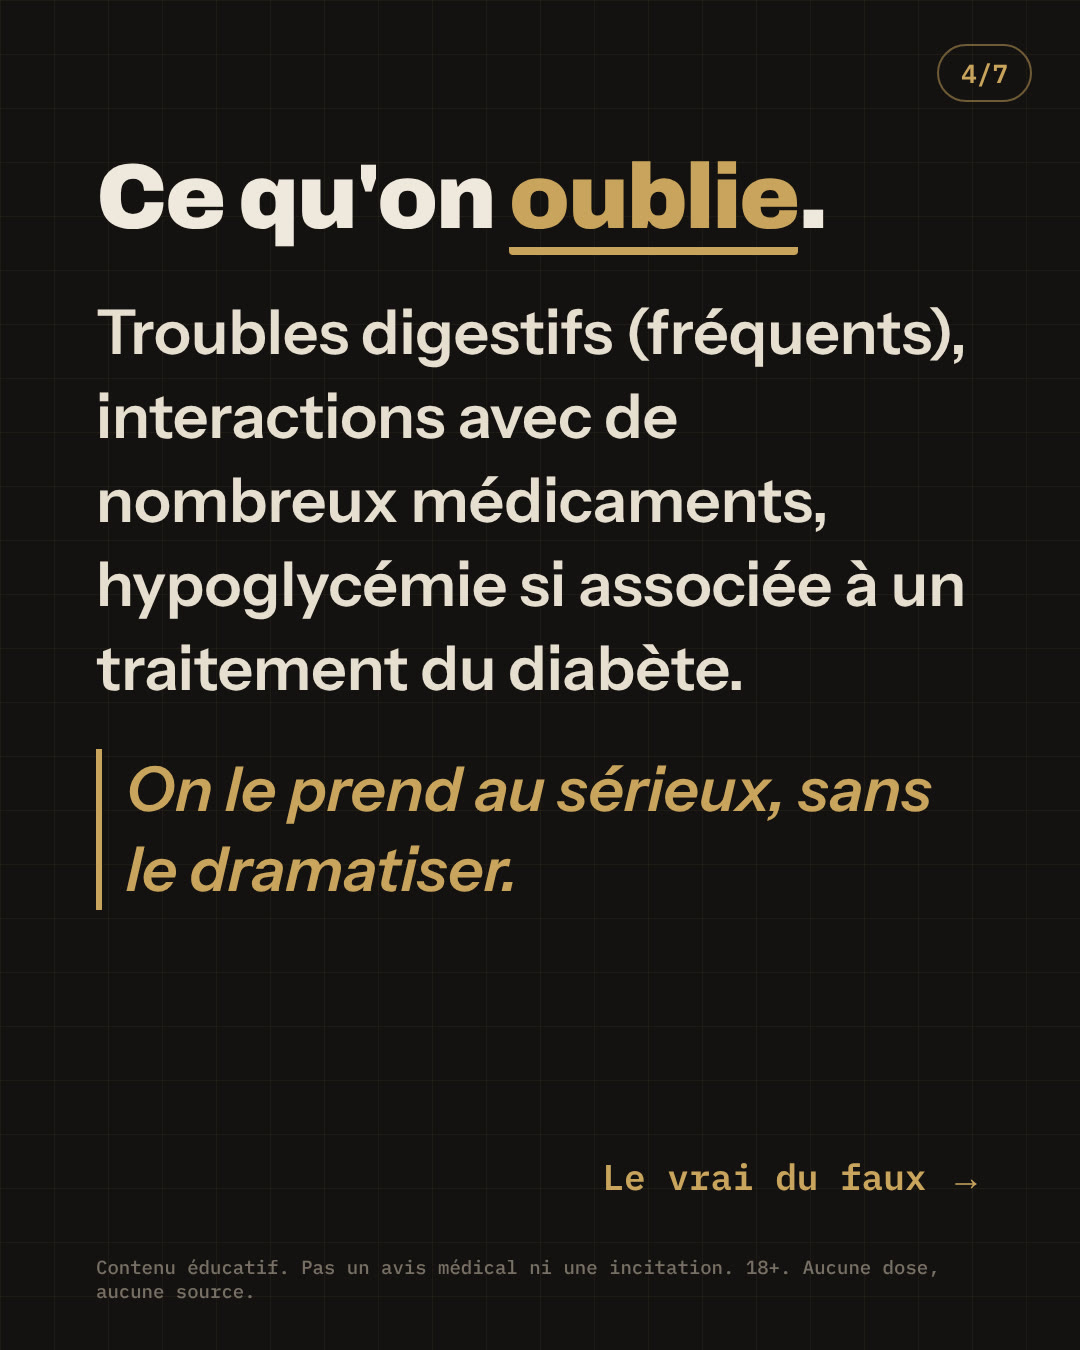 4/7
Ce qu'on oublie.
Troubles digestifs (fréquents),
interactions avec de
nombreux médicaments,
hypoglycémie si associée à un
traitement du diabète.
On le prend au sérieux, sans
le dramatiser.
Le vrai du faux →
Contenu éducatif. Pas un avis médical ni une incitation. 18+. Aucune dose,
aucune source.